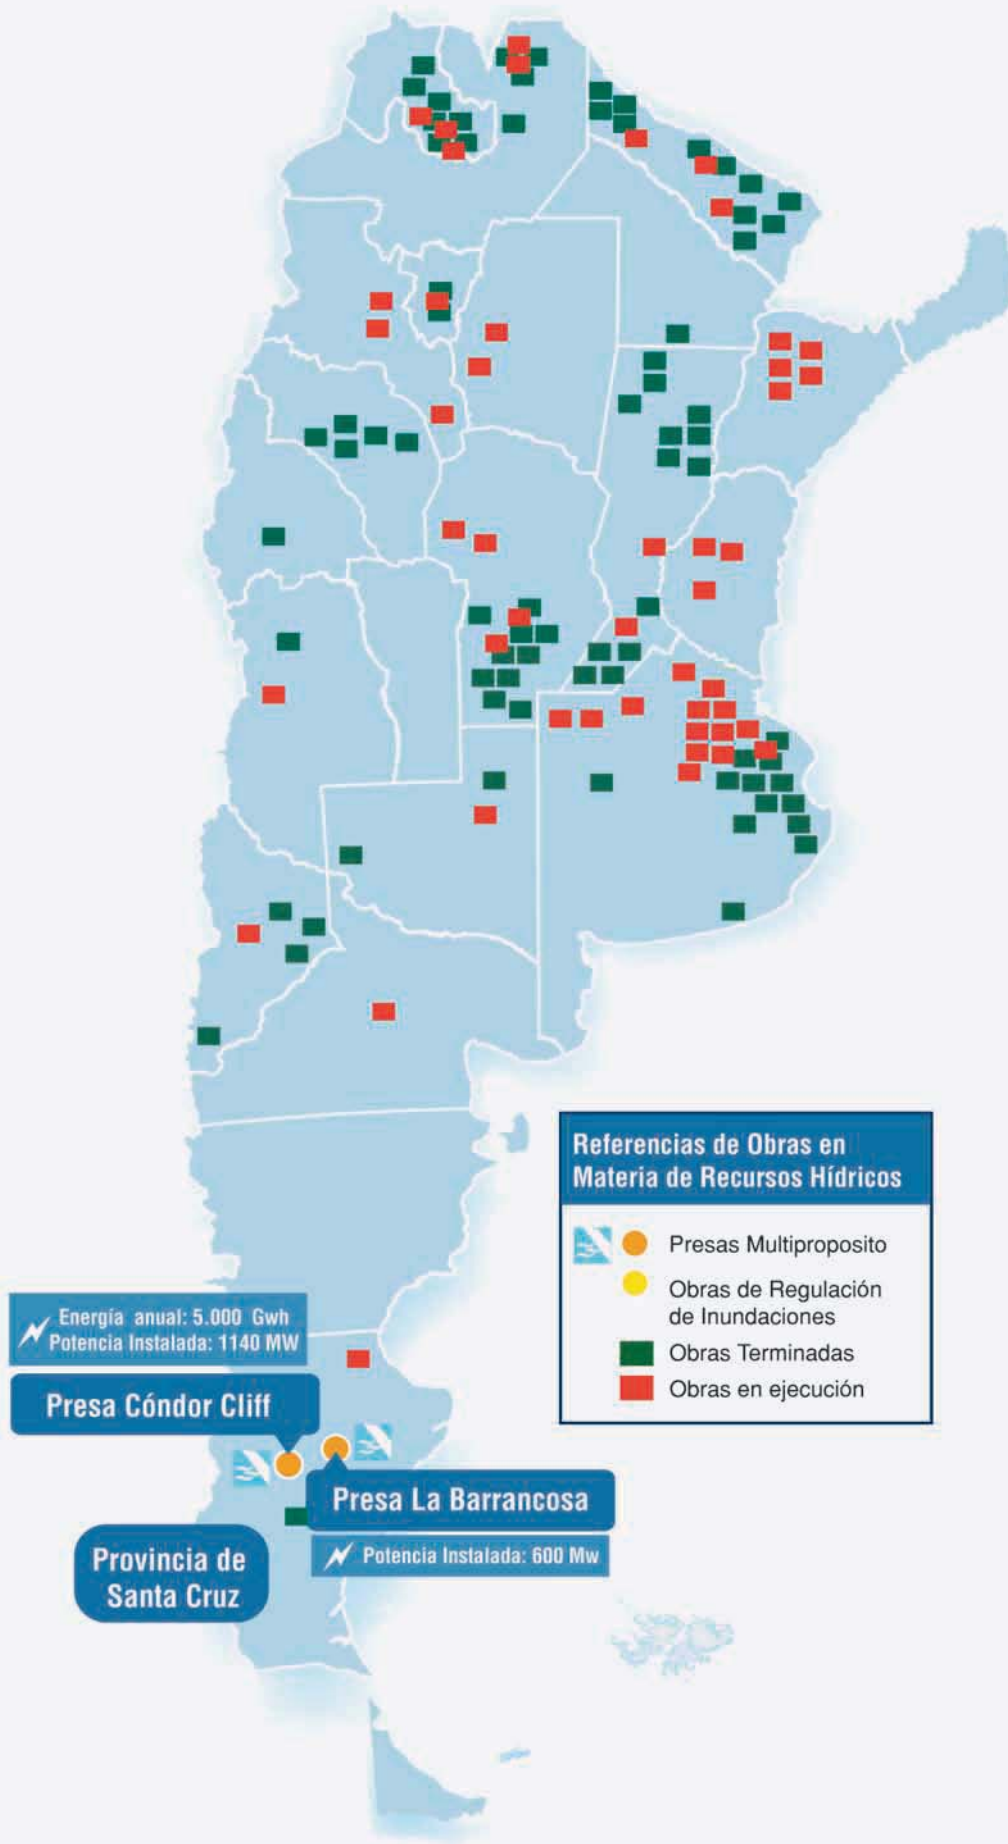 Referencias de Obras en
Materia de Recursos Hídricos
Presas Multiproposito
Obras de Regulación
de Inundaciones
Obras Terminadas
Obras en ejecución
Energía anual: 5.000 Gwh
Potencia Instalada: 1140 MW
Presa Cóndor Cliff
Presa La Barrancosa
Potencia Instalada: 600 Mw
Provincia de
Santa Cruz